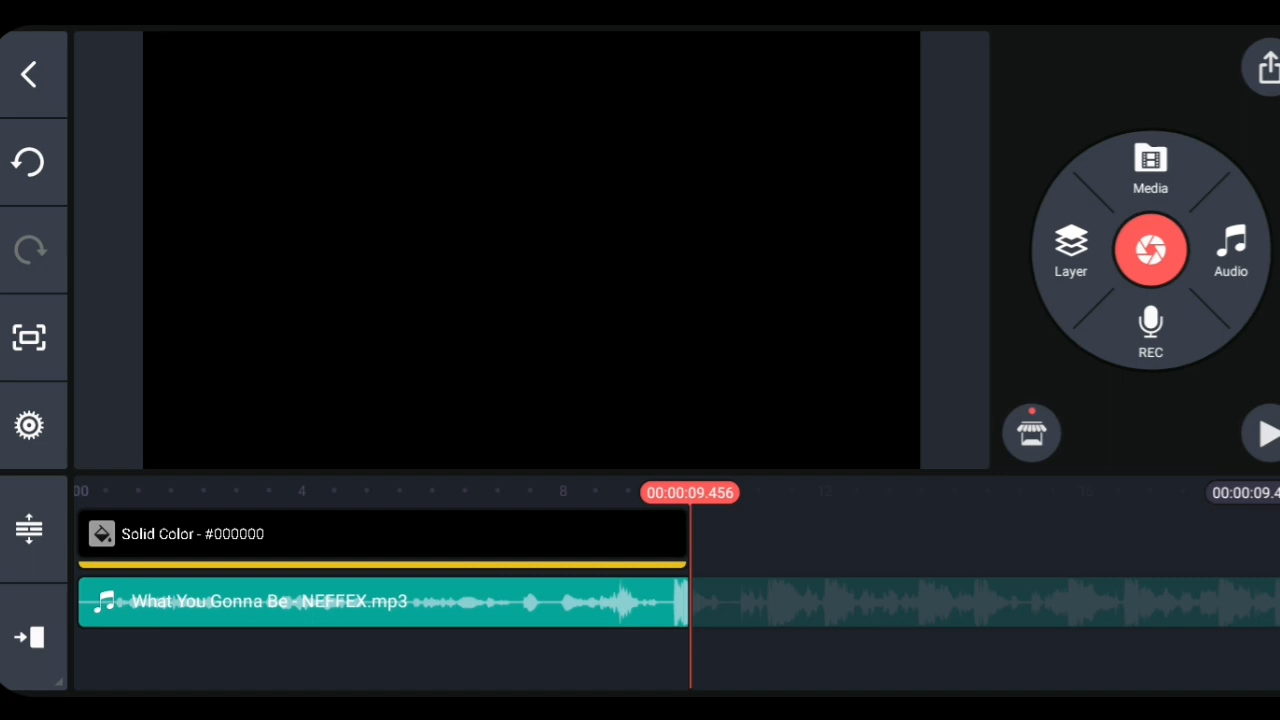 Media
Layer
Audio
REC
00
4
8
00:00:09.456
12
16
00:00:09.4
Solid Color - #000000
What You Gonna Be - NEFFEX.mp3